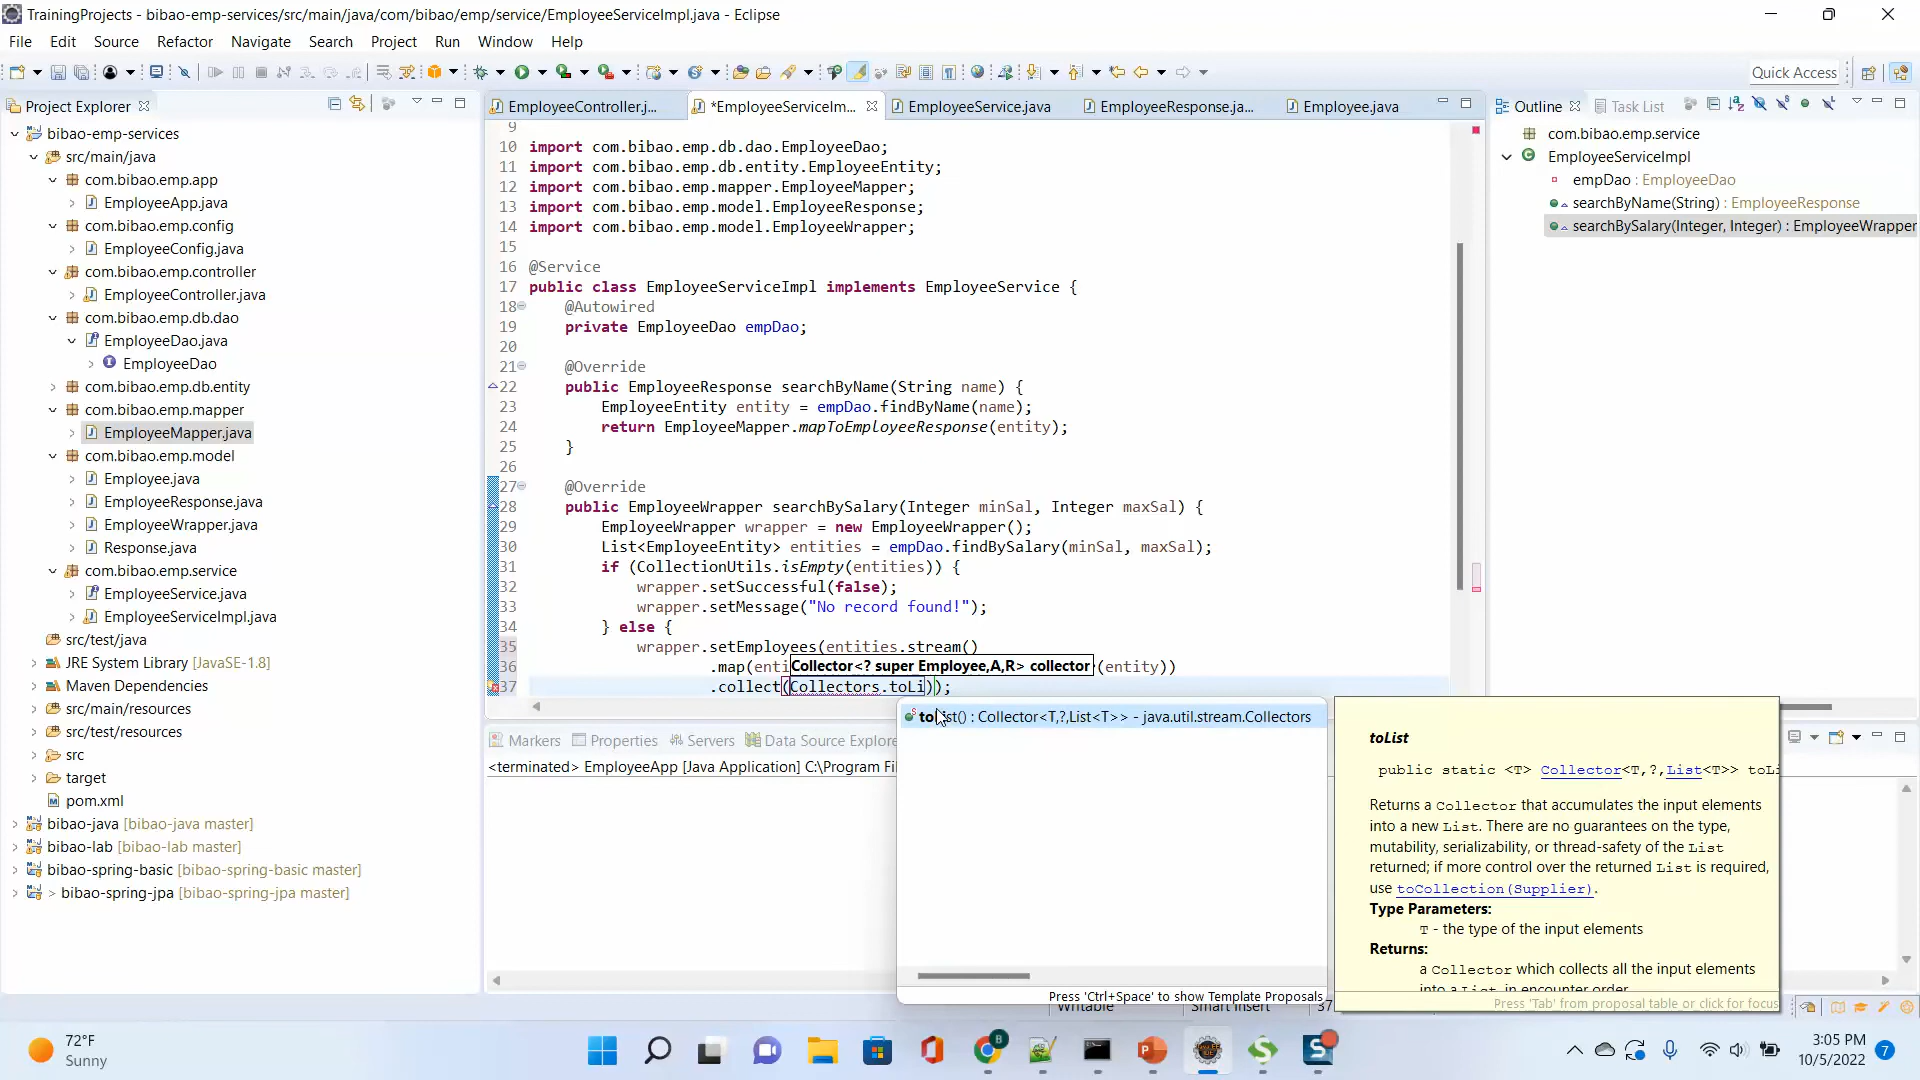 TrainingProjects - bibao-emp-services/src/main/java/com/bibao/emp/service/EmployeeServiceImpl.java - Eclipse
File Edit Source Refactor Navigate Search Project Run Window Help
Quick Access
Project Explorer
bibao-emp-services
src/main/java
com.bibao.emp.app
EmployeeApp.java
com.bibao.emp.config
EmployeeConfig.java
com.bibao.emp.controller
EmployeeController.java
com.bibao.emp.db.dao
EmployeeDao.java
EmployeeDao
com.bibao.emp.db.entity
com.bibao.emp.mapper
EmployeeMapper.java
com.bibao.emp.model
Employee.java
EmployeeResponse.java
EmployeeWrapper.java
Response.java
com.bibao.emp.service
EmployeeService.java
EmployeeServiceImpl.java
src/test/java
JRE System Library [JavaSE-1.8]
Maven Dependencies
src/main/resources
src/test/resources
src
target
pom.xml
bibao-java [bibao-java master]
bibao-lab [bibao-lab master]
bibao-spring-basic [bibao-spring-basic master]
> bibao-spring-jpa [bibao-spring-jpa master]
EmployeeController.j... *EmployeeServiceIm... EmployeeService.java EmployeeResponse.ja... Employee.java
9
10 import com.bibao.emp.db.dao.EmployeeDao;
11 import com.bibao.emp.db.entity.EmployeeEntity;
12 import com.bibao.emp.mapper.EmployeeMapper;
13 import com.bibao.emp.model.EmployeeResponse;
14 import com.bibao.emp.model.EmployeeWrapper;
15
16 @Service
17 public class EmployeeServiceImpl implements EmployeeService {
18 @Autowired
19 private EmployeeDao empDao;
20
21 @Override
22 public EmployeeResponse searchByName(String name) {
23 EmployeeEntity entity = empDao.findByName(name);
24 return EmployeeMapper.mapToEmployeeResponse(entity);
25 }
26
27 @Override
28 public EmployeeWrapper searchBySalary(Integer minSal, Integer maxSal) {
29 EmployeeWrapper wrapper = new EmployeeWrapper();
30 List<EmployeeEntity> entities = empDao.findBySalary(minSal, maxSal);
31 if (CollectionUtils.isEmpty(entities)) {
32 wrapper.setSuccessful(false);
33 wrapper.setMessage("No record found!");
34 } else {
35 wrapper.setEmployees(entities.stream()
36 .map(enti Collector<? super Employee,A,R> collector (entity))
37 .collect(Collectors.toLi));
toList() : Collector<T,?,List<T>> - java.util.stream.Collectors
Press 'Ctrl+Space' to show Template Proposals
toList
public static <T> Collector<T,?,List<T>> toLi
Returns a Collector that accumulates the input elements
into a new List. There are no guarantees on the type,
mutability, serializability, or thread-safety of the List
returned; if more control over the returned List is required,
use toCollection(Supplier).
Type Parameters:
T - the type of the input elements
Returns:
a Collector which collects all the input elements
into a List, in encounter order
Press 'Tab' from proposal table or click for focus
Markers Properties Servers Data Source Explore
<terminated> EmployeeApp [Java Application] C:\Program Fil
Outline Task List
com.bibao.emp.service
EmployeeServiceImpl
empDao : EmployeeDao
searchByName(String) : EmployeeResponse
searchBySalary(Integer, Integer) : EmployeeWrapper
Writable Smart Insert 37
72°F
Sunny
3:05 PM
10/5/2022
7